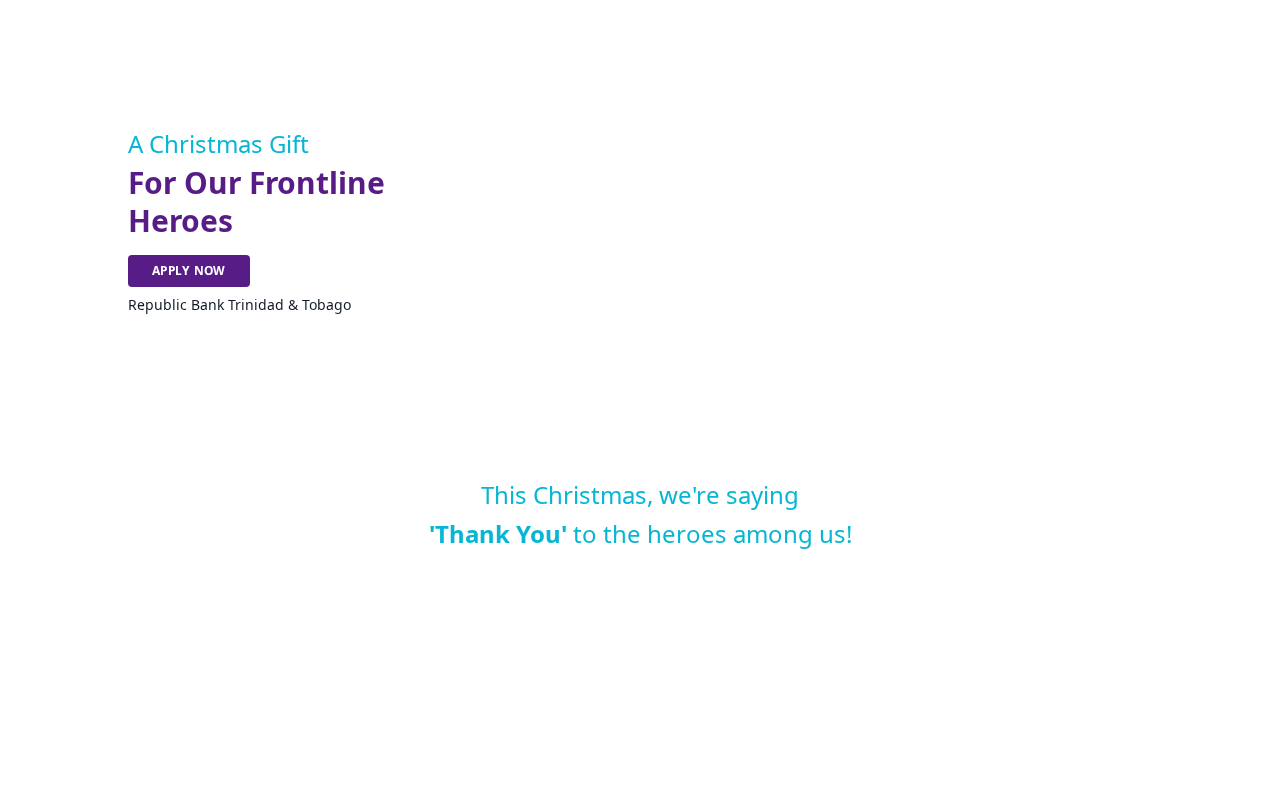 A Christmas Gift
For Our Frontline
Heroes
APPLY NOW
Republic Bank Trinidad & Tobago
This Christmas, we're saying
'Thank You' to the heroes among us!